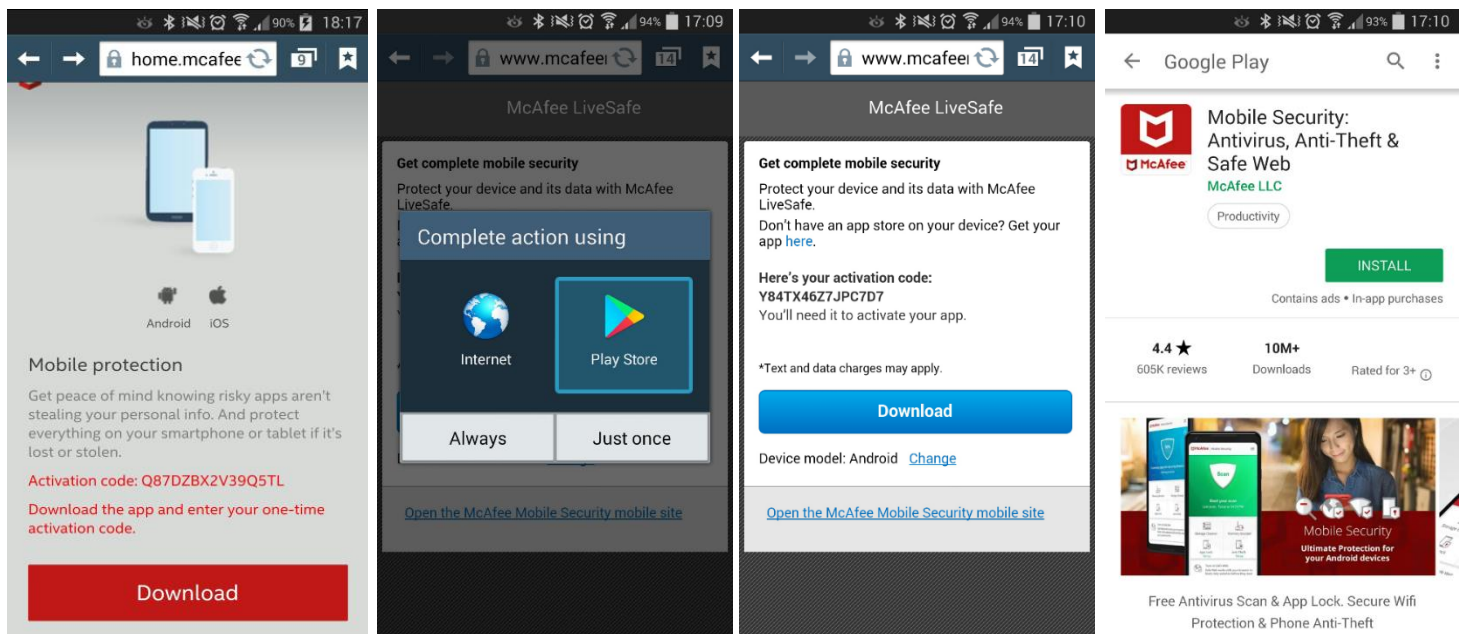 90% 18:17
home.mcafee
9
Android
iOS
Mobile protection
Get peace of mind knowing risky apps aren't
stealing your personal info. And protect
everything on your smartphone or tablet if it's
lost or stolen.
Activation code: Q87DZBX2V39Q5TL
Download the app and enter your one-time
activation code.
Download
94% 17:09
www.mcafee
14
McAfee LiveSafe
Get complete mobile security
Protect your device and its data with McAfee
LiveSafe.
Complete action using
Internet
Play Store
Always
Just once
Change
Open the McAfee Mobile Security mobile site
94% 17:10
www.mcafee
14
McAfee LiveSafe
Get complete mobile security
Protect your device and its data with McAfee
LiveSafe.
Don't have an app store on your device? Get your
app here.
Here's your activation code:
Y84TX46Z7JPC7D7
You'll need it to activate your app.
*Text and data charges may apply.
Download
Device model: Android Change
Open the McAfee Mobile Security mobile site
93% 17:10
Google Play
McAfee
Mobile Security:
Antivirus, Anti-Theft &
Safe Web
McAfee LLC
Productivity
INSTALL
Contains ads • In-app purchases
4.4 ★
605K reviews
10M+
Downloads
Rated for 3+
Scan
Mobile Security
Ultimate Protection for
your Android devices
Free Antivirus Scan & App Lock. Secure Wifi
Protection & Phone Anti-Theft